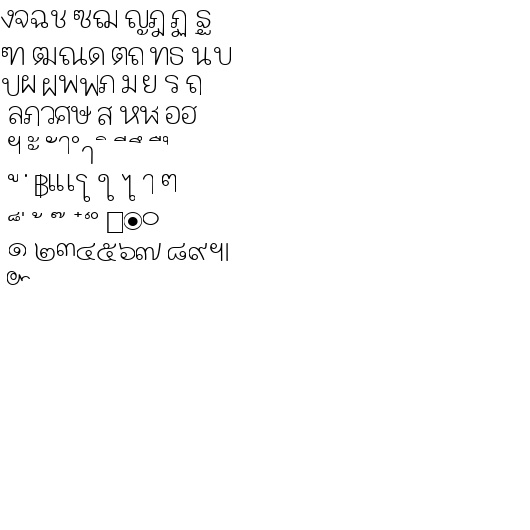 งจฉช ซฌ ญฎฏ ฐ
ฑ ฒณด ตถ ทธ นบ
ปผ ฝพฟภ ม ย ร ฤ
ลฦวศษ ส หฬ อฮ
ฯ ะ ั า ำ ิ ี ึ ื ุ
ู ฺ ฿เแโ ใ ไ ๅ ๆ
็ ่ ้ ๊ ๋ ์ ํ ๏๐
๑ ๒๓๔๕๖๗ ๘๙๚
๛